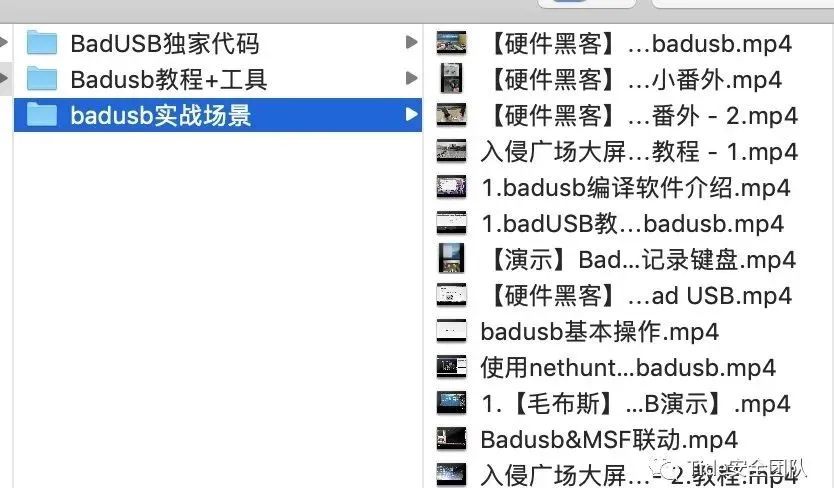 BadUSB独家代码
Badusb教程+工具
badusb实战场景
【硬件黑客】...badusb.mp4
【硬件黑客】...小番外.mp4
【硬件黑客】...番外 - 2.mp4
入侵广场大屏...教程 - 1.mp4
1.badusb编译软件介绍.mp4
1.badUSB教...badusb.mp4
【演示】Bad...记录键盘.mp4
【硬件黑客】...ad USB.mp4
badusb基本操作.mp4
使用nethunt...badusb.mp4
1.【毛布斯】...B演示】.mp4
Badusb&MSF联动.mp4
入侵广场大屏...- 2.教程.mp4
Tide安全团队